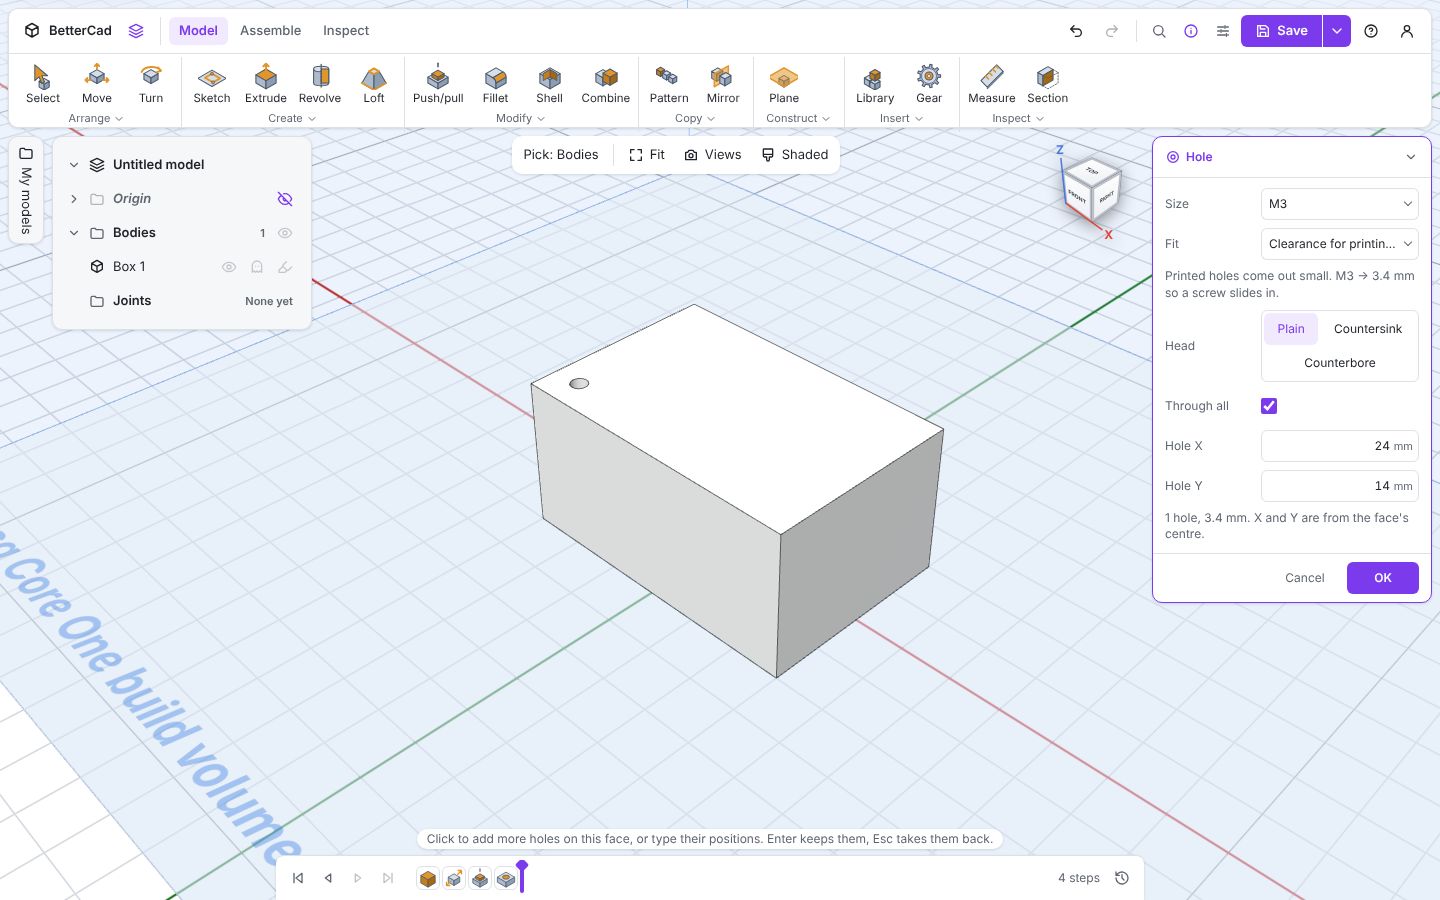 BetterCad
Model
Assemble
Inspect
Save
Select
Move
Turn
Sketch
Extrude
Revolve
Loft
Push/pull
Fillet
Shell
Combine
Pattern
Mirror
Plane
Library
Gear
Measure
Section
Arrange
Create
Modify
Copy
Construct
Insert
Inspect
My models
Untitled model
Origin
Bodies
1
Box 1
Joints
None yet
Pick: Bodies
Fit
Views
Shaded
Z
TOP
FRONT
RIGHT
X
Hole
Size
M3
Fit
Clearance for printin...
Printed holes come out small. M3 → 3.4 mm
so a screw slides in.
Head
Plain
Countersink
Counterbore
Through all
Hole X
24 mm
Hole Y
14 mm
1 hole, 3.4 mm. X and Y are from the face's
centre.
Cancel
OK
Core One build volume
Click to add more holes on this face, or type their positions. Enter keeps them, Esc takes them back.
4 steps